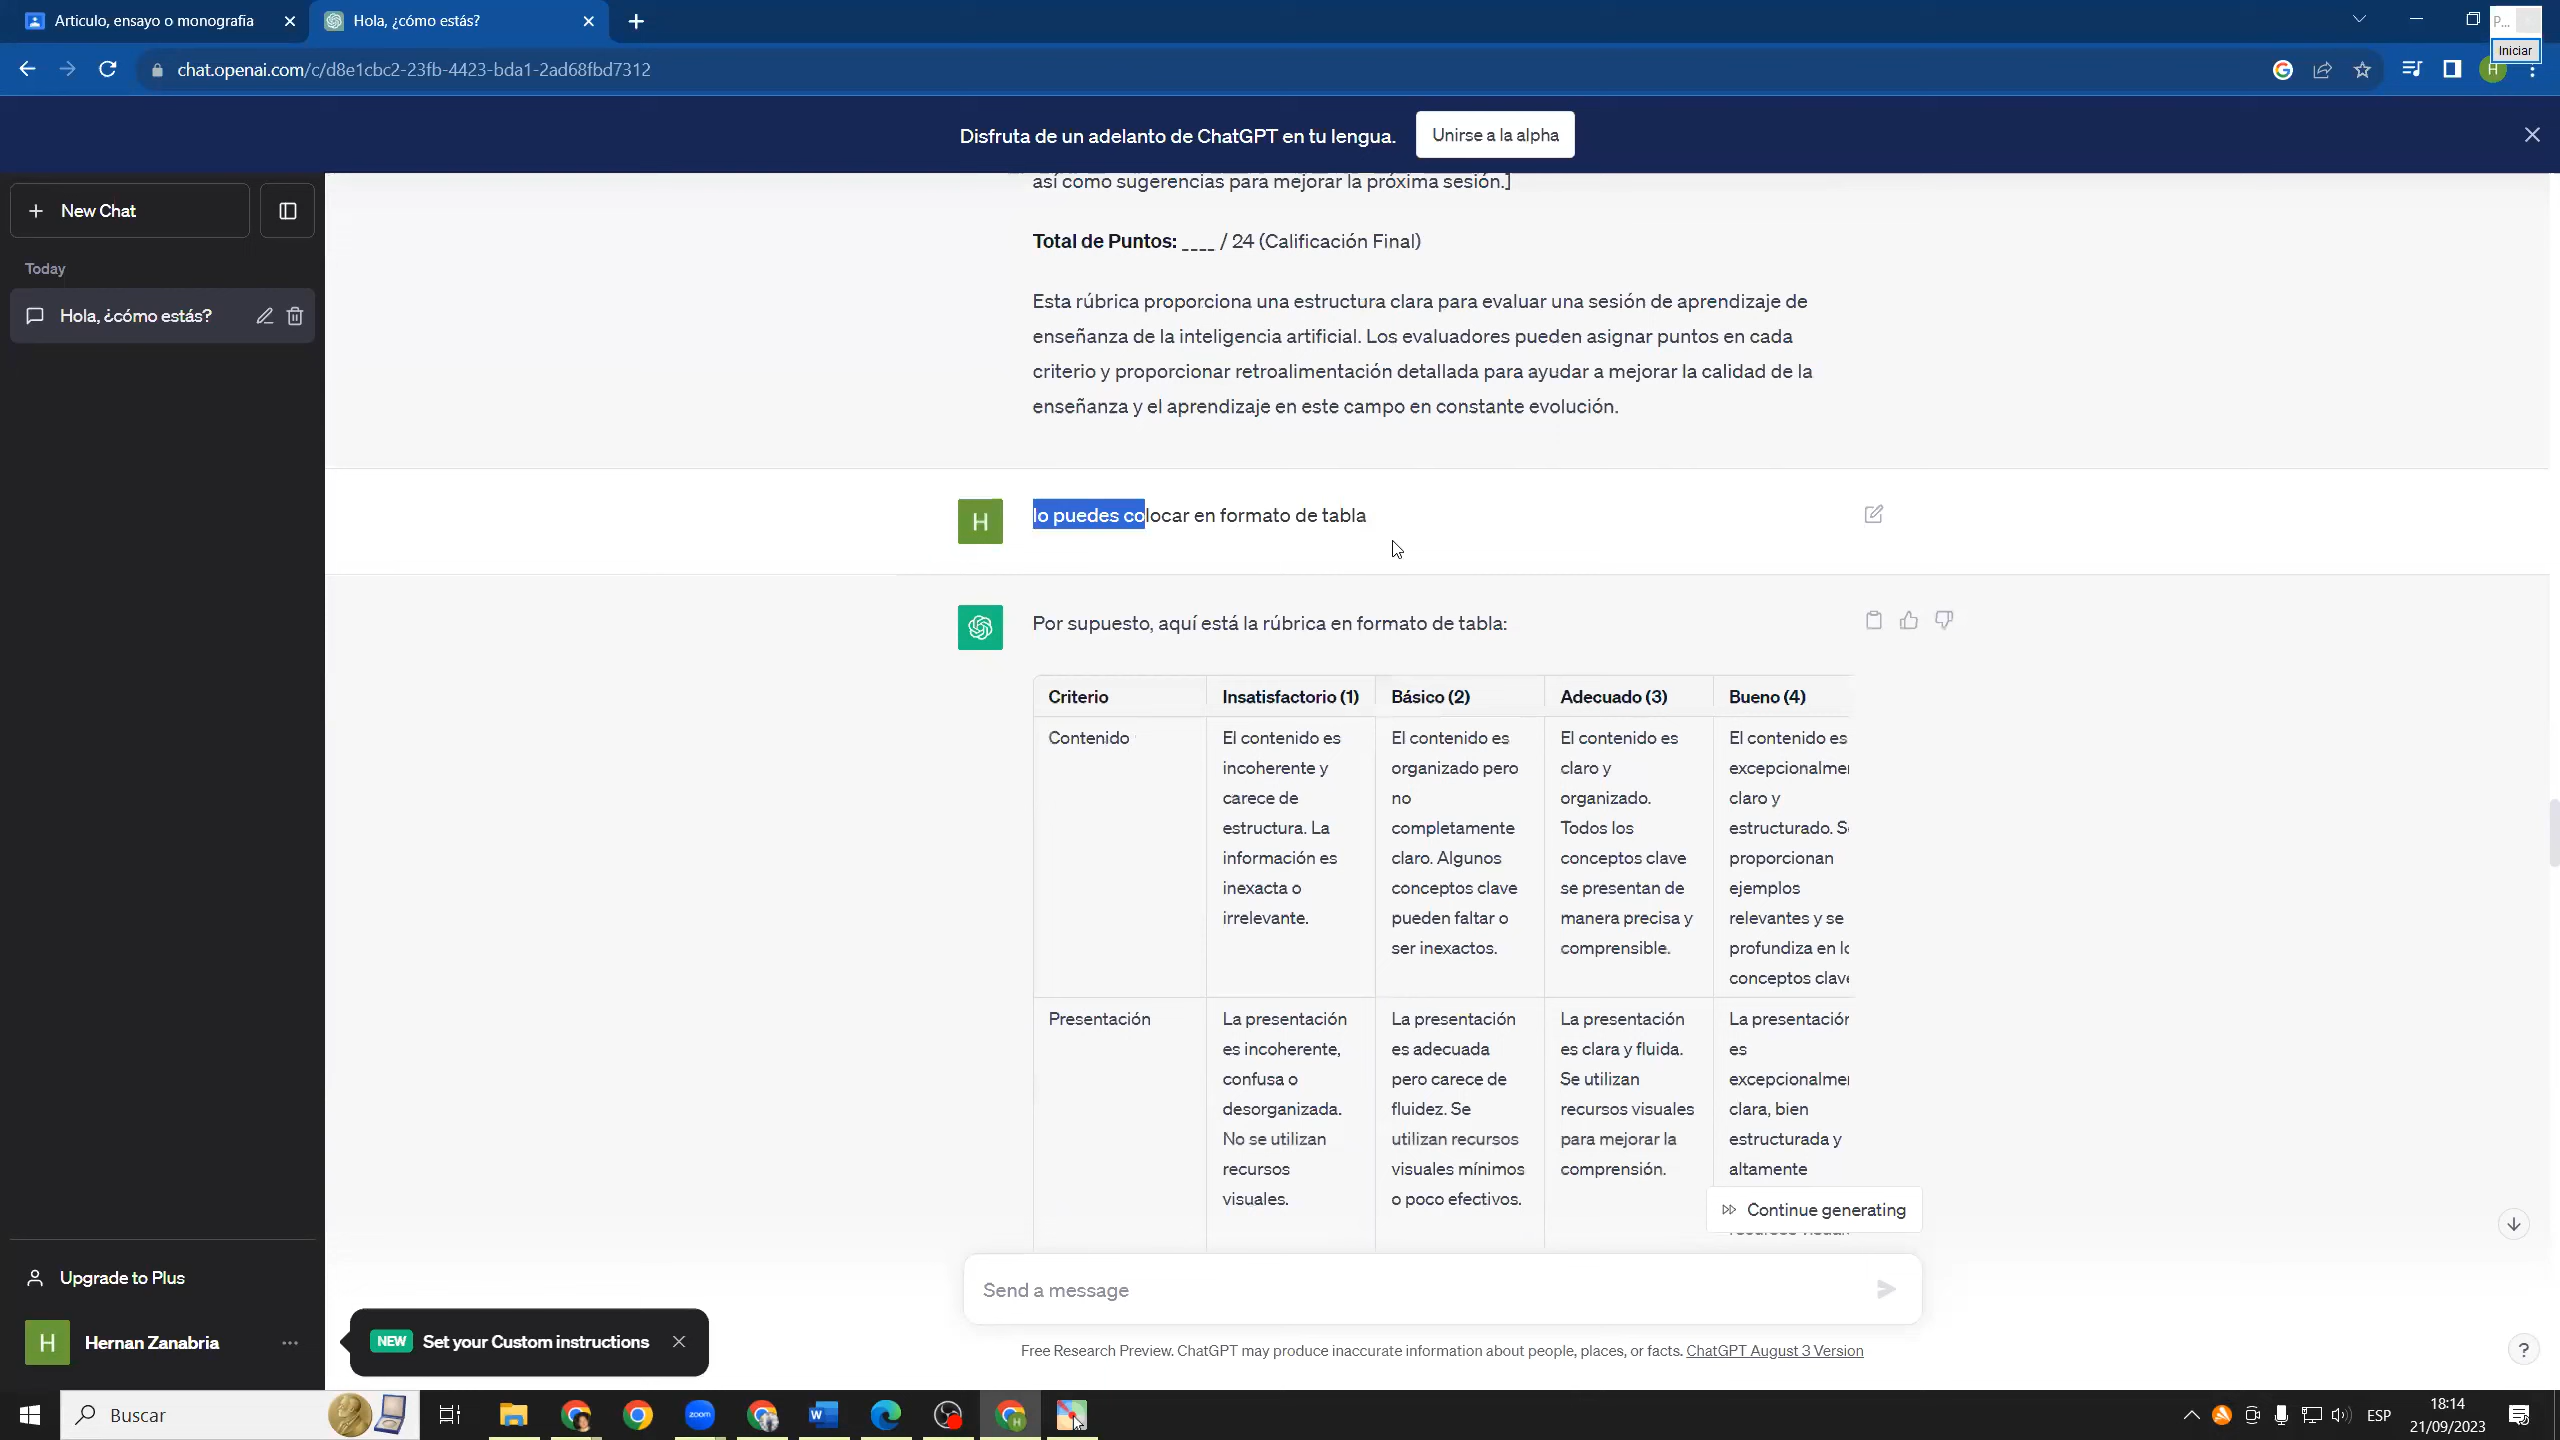 Articulo, ensayo o monografia
Hola, ¿cómo estás?
P...
Iniciar
chat.openai.com/c/d8e1cbc2-23fb-4423-bda1-2ad68fbd7312
H
Disfruta de un adelanto de ChatGPT en tu lengua.
Unirse a la alpha
New Chat
Today
Hola, ¿cómo estás?
así como sugerencias para mejorar la próxima sesión.]
Total de Puntos: ____ / 24 (Calificación Final)
Esta rúbrica proporciona una estructura clara para evaluar una sesión de aprendizaje de
enseñanza de la inteligencia artificial. Los evaluadores pueden asignar puntos en cada
criterio y proporcionar retroalimentación detallada para ayudar a mejorar la calidad de la
enseñanza y el aprendizaje en este campo en constante evolución.
H
lo puedes colocar en formato de tabla
Por supuesto, aquí está la rúbrica en formato de tabla:
Criterio
Insatisfactorio (1)
Básico (2)
Adecuado (3)
Bueno (4)
Contenido
El contenido es
incoherente y
carece de
estructura. La
información es
inexacta o
irrelevante.
El contenido es
organizado pero
no
completamente
claro. Algunos
conceptos clave
pueden faltar o
ser inexactos.
El contenido es
claro y
organizado.
Todos los
conceptos clave
se presentan de
manera precisa y
comprensible.
El contenido es
excepcionalme
claro y
estructurado. S
proporcionan
ejemplos
relevantes y se
profundiza en l
conceptos clav
Presentación
La presentación
es incoherente,
confusa o
desorganizada.
No se utilizan
recursos
visuales.
La presentación
es adecuada
pero carece de
fluidez. Se
utilizan recursos
visuales mínimos
o poco efectivos.
La presentación
es clara y fluida.
Se utilizan
recursos visuales
para mejorar la
comprensión.
La presentación
es
excepcionalme
clara, bien
estructurada y
altamente
Continue generating
Send a message
Free Research Preview. ChatGPT may produce inaccurate information about people, places, or facts. ChatGPT August 3 Version
Upgrade to Plus
H
Hernan Zanabria
NEW Set your Custom instructions
?
Buscar
zoom
W
H
ESP
18:14
21/09/2023